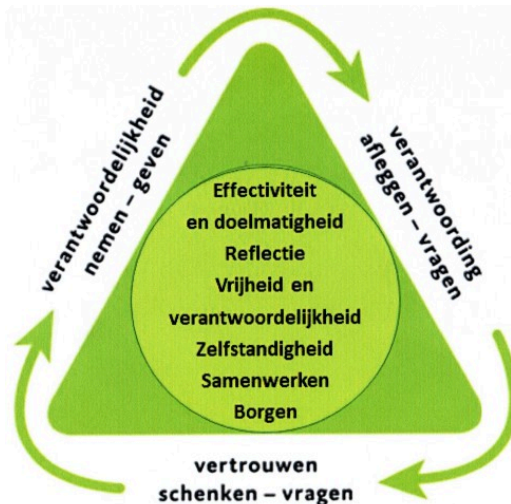 verantwoordelijkheid
nemen – geven
verantwoording
afleggen – vragen
Effectiviteit
en doelmatigheid
Reflectie
Vrijheid en
verantwoordelijkheid
Zelfstandigheid
Samenwerken
Borgen
vertrouwen
schenken – vragen